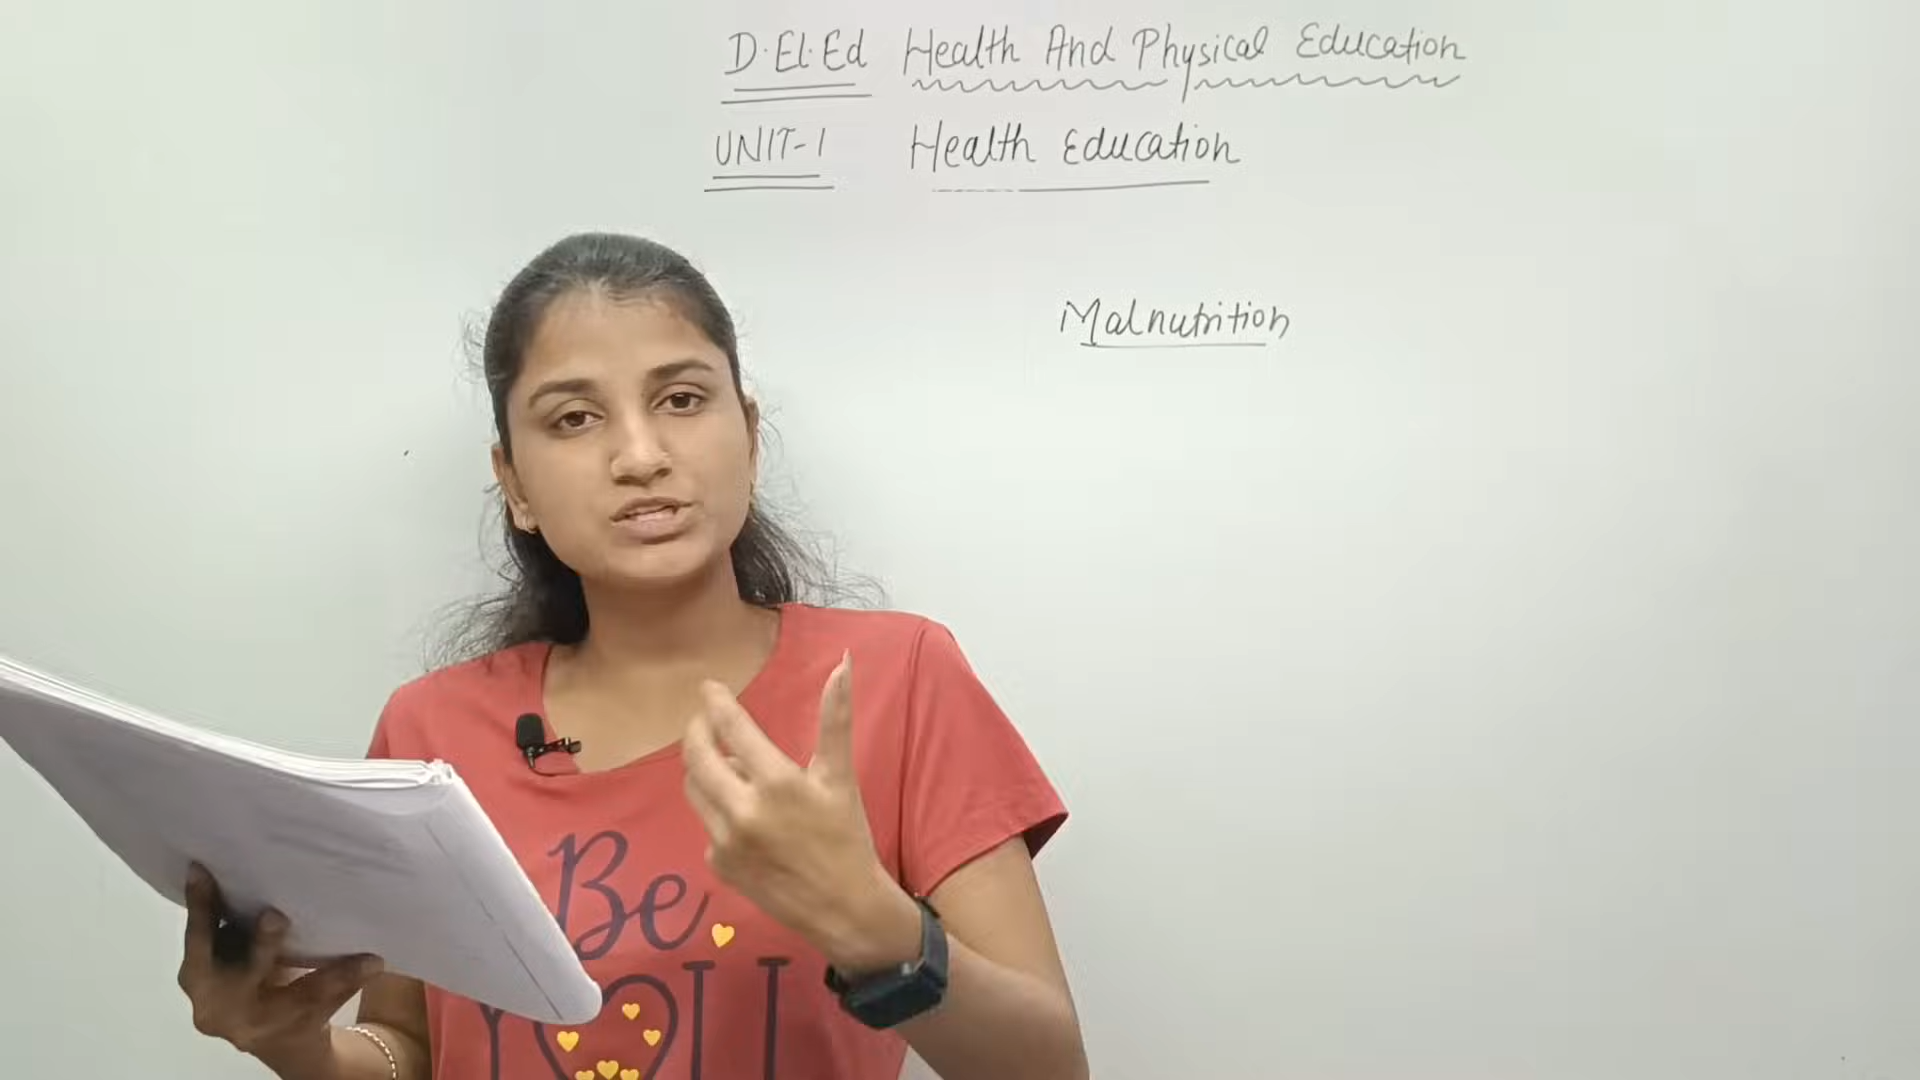 D.El.Ed Health And Physical Education
UNIT-1 Health Education
Malnutrition
Be
YOU